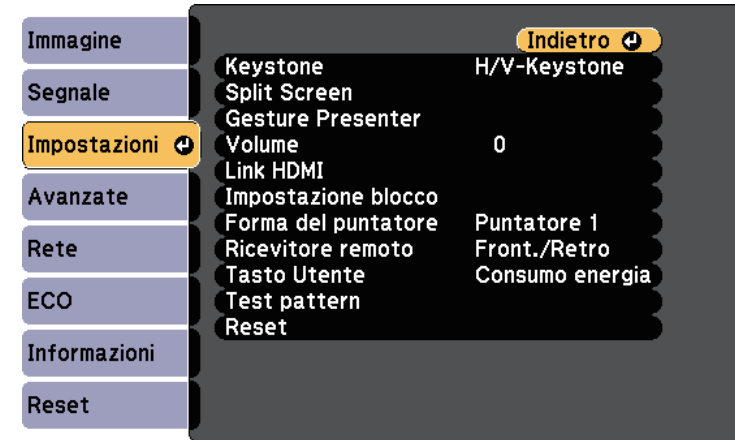 Immagine
Segnale
Impostazioni
Avanzate
Rete
ECO
Informazioni
Reset
Indietro
Keystone H/V-Keystone
Split Screen
Gesture Presenter
Volume 0
Link HDMI
Impostazione blocco
Forma del puntatore Puntatore 1
Ricevitore remoto Front./Retro
Tasto Utente Consumo energia
Test pattern
Reset